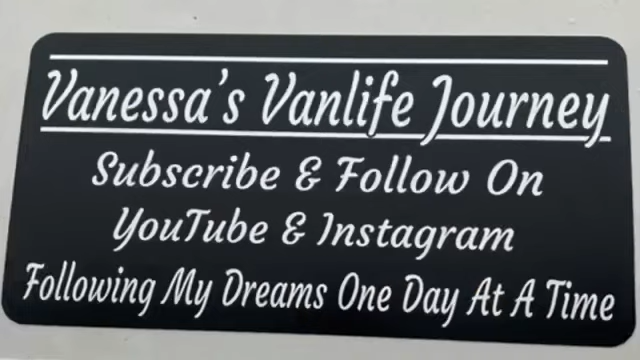 Vanessa's Vanlife Journey
Subscribe & Follow On
YouTube & Instagram
Following My Dreams One Day At A Time